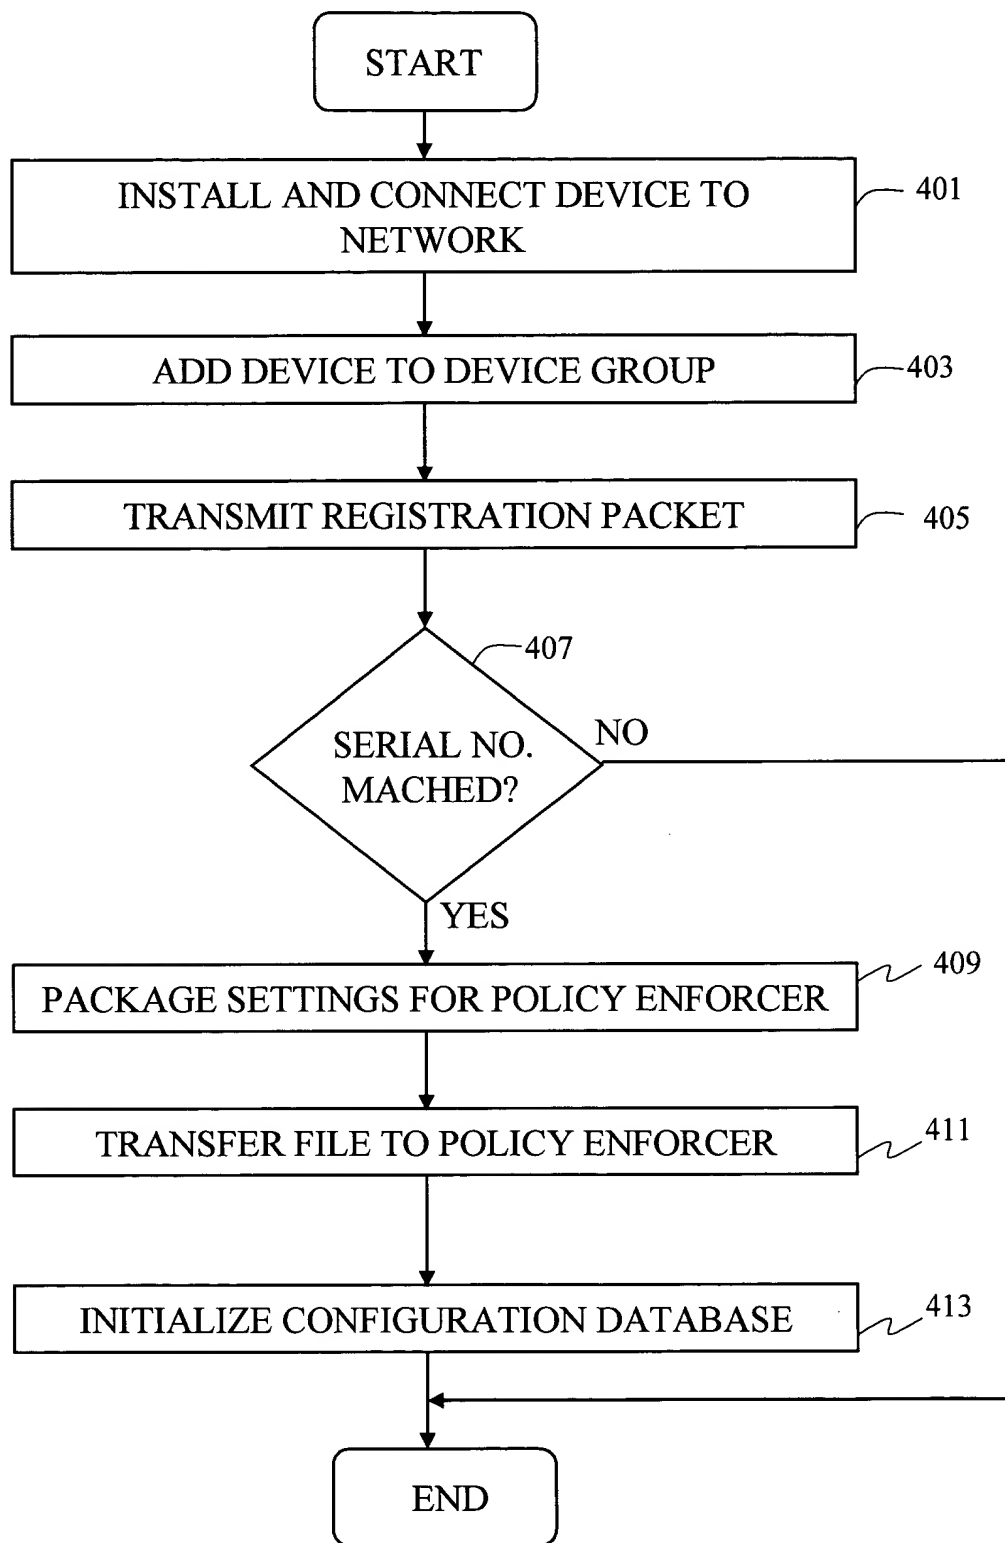 START
INSTALL AND CONNECT DEVICE TO
NETWORK
401
ADD DEVICE TO DEVICE GROUP
403
TRANSMIT REGISTRATION PACKET
405
407
SERIAL NO.
MACHED?
NO
YES
PACKAGE SETTINGS FOR POLICY ENFORCER
409
TRANSFER FILE TO POLICY ENFORCER
411
INITIALIZE CONFIGURATION DATABASE
413
END